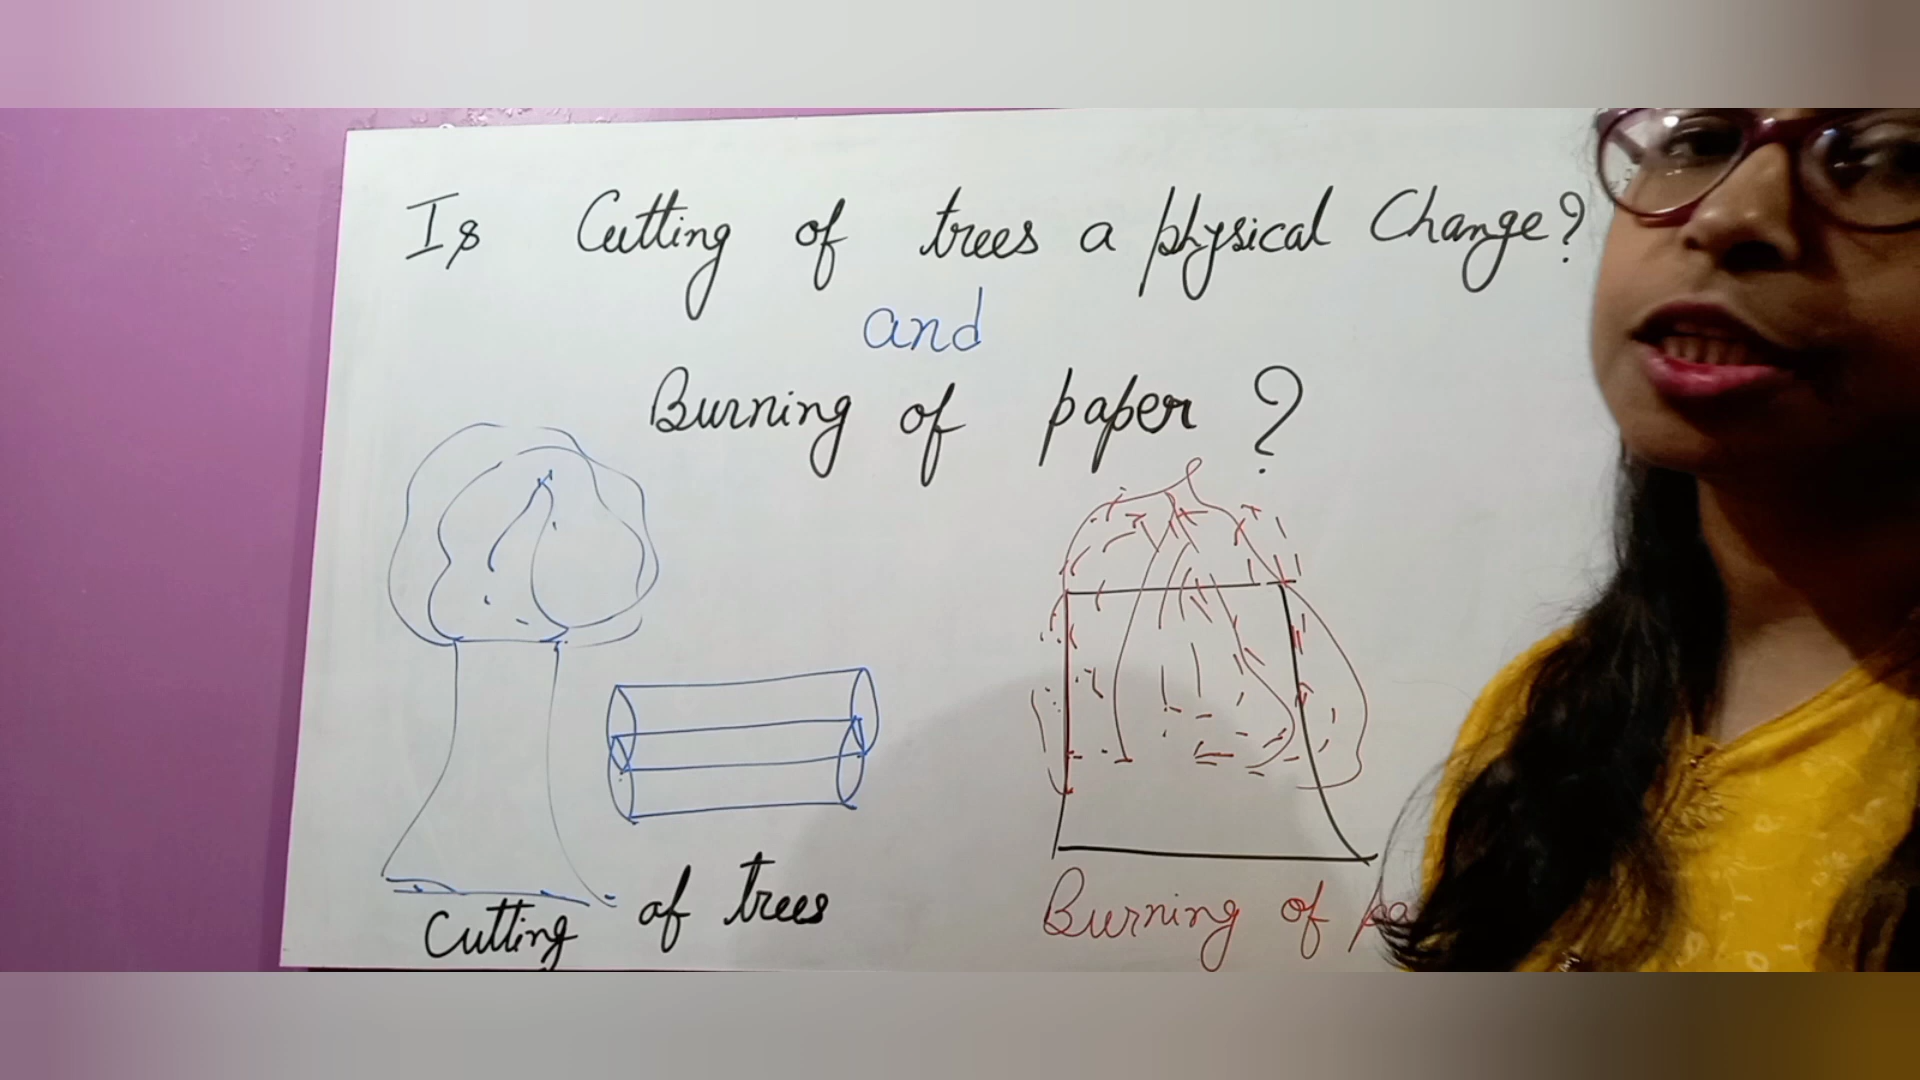 Is Cutting of trees a physical Change?
and
Burning of paper ?
Cutting of trees
Burning of